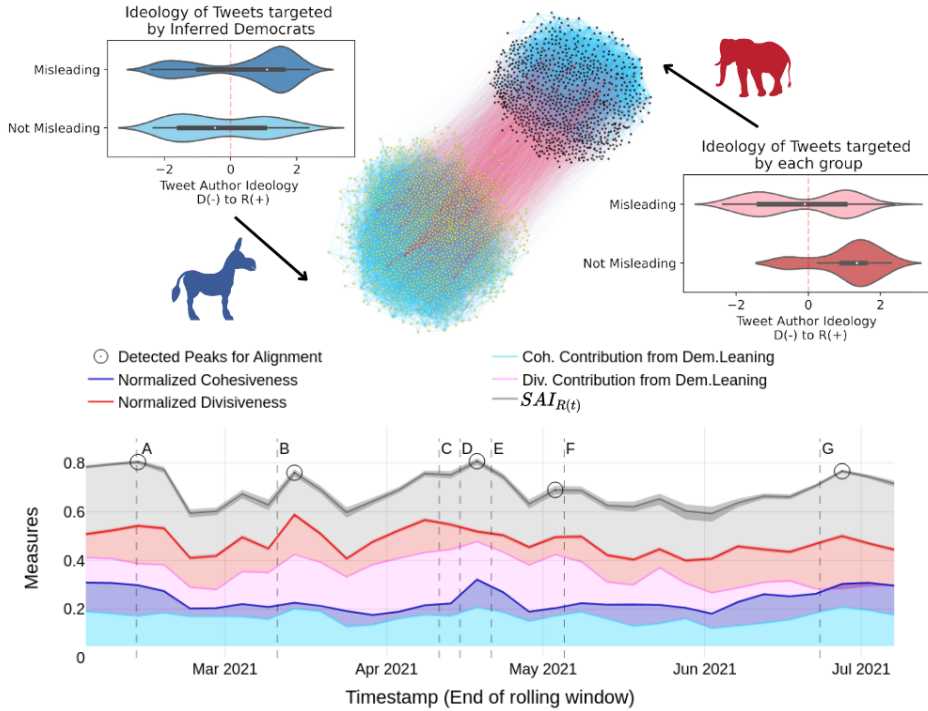 Ideology of Tweets targeted
by Inferred Democrats
Misleading
Not Misleading
−2 0 2
Tweet Author Ideology
D(-) to R(+)
Ideology of Tweets targeted
by each group
Misleading
Not Misleading
−2 0 2
Tweet Author Ideology
D(-) to R(+)
Detected Peaks for Alignment
Normalized Cohesiveness
Normalized Divisiveness
Coh. Contribution from Dem.Leaning
Div. Contribution from Dem.Leaning
SAI_R(t)
A B C D E F G
0.8
0.6
0.4
0.2
0
Measures
Mar 2021 Apr 2021 May 2021 Jun 2021 Jul 2021
Timestamp (End of rolling window)